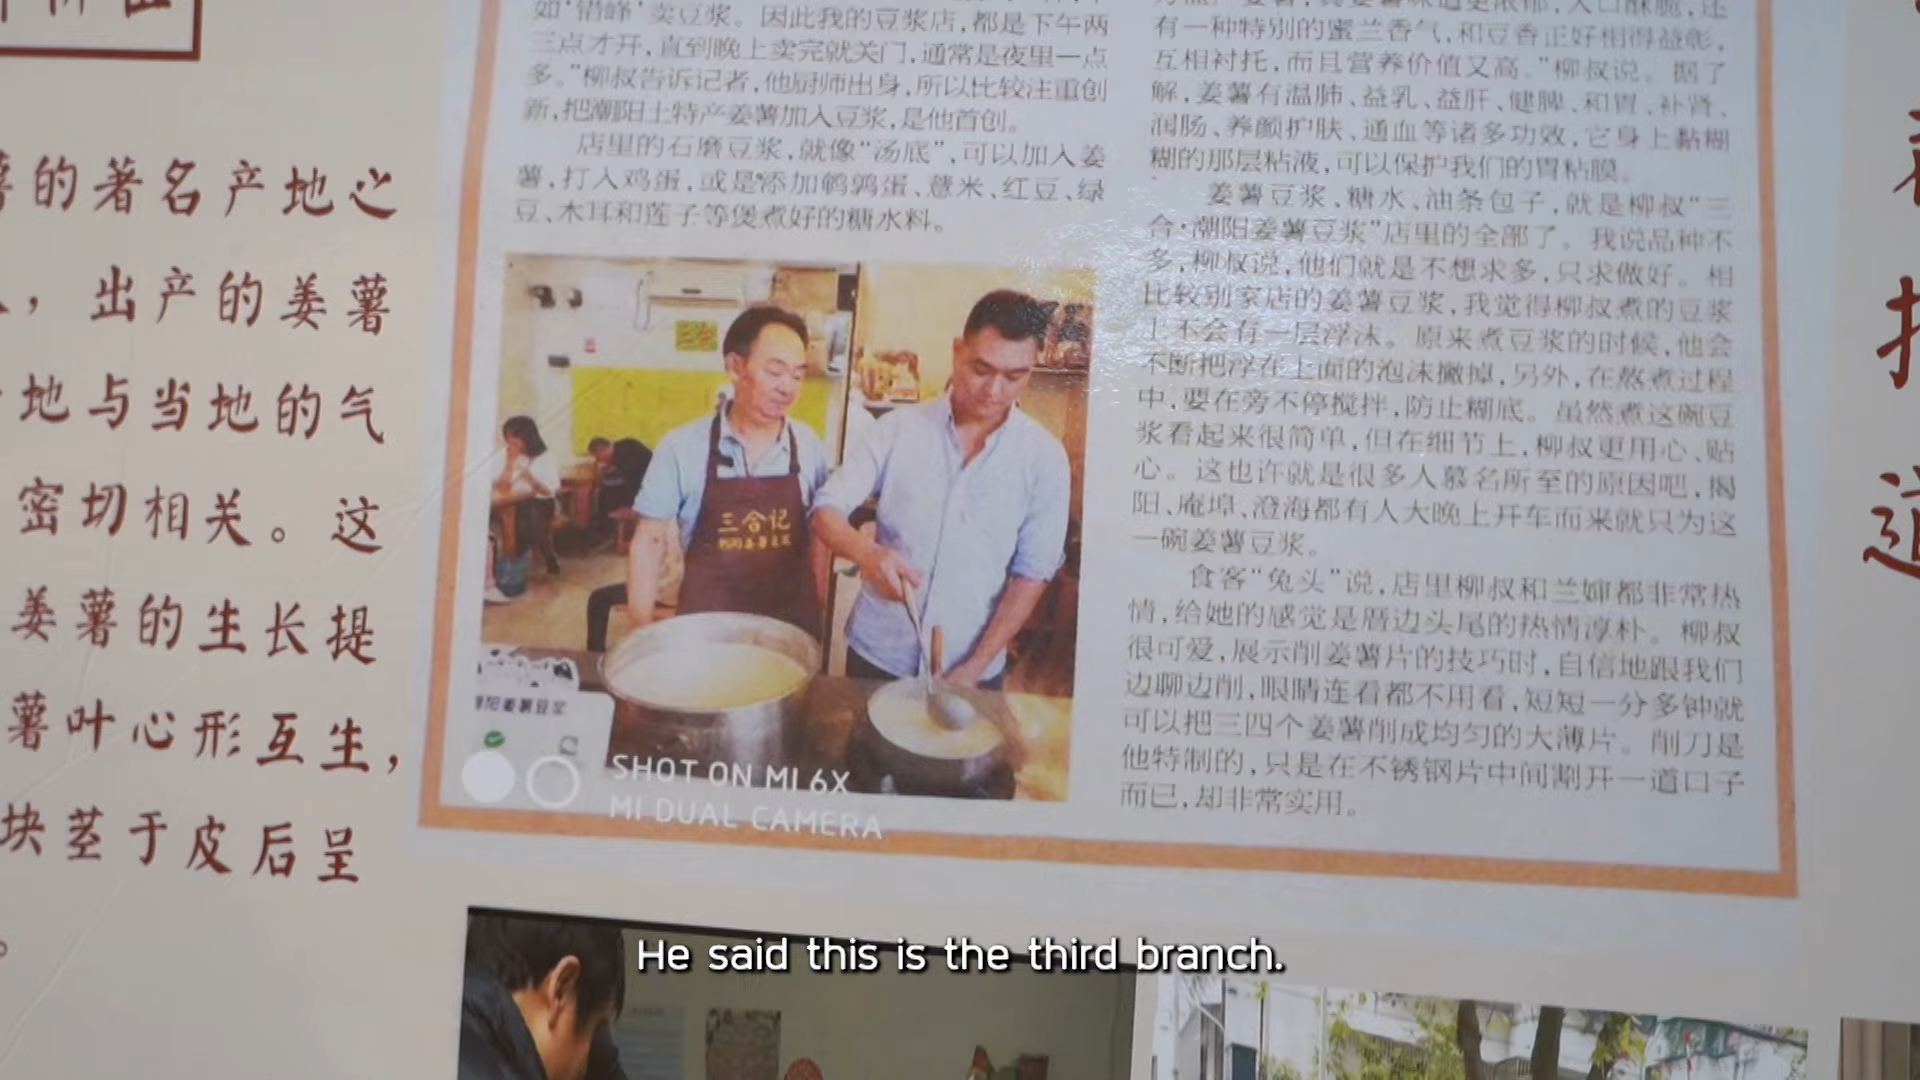 的著名产地之
，出产的姜薯
地与当地的气
密切相关。这
姜薯的生长提
薯叶心形互生，
块茎于皮后呈
。
如“错峰”卖豆浆。因此我的豆浆店，都是下午两
三点才开，直到晚上卖完就关门，通常是夜里一点
多。”柳叔告诉记者，他厨师出身，所以比较注重创
新，把潮阳土特产姜薯加入豆浆，是他首创。
店里的石磨豆浆，就像“汤底”，可以加入姜
薯，打入鸡蛋，或是添加鹌鹑蛋、薏米、红豆、绿
豆、木耳和莲子等煲煮好的糖水料。
三合记
潮阳姜薯豆浆
阳姜薯豆浆
SHOT ON MI 6X
MI DUAL CAMERA
有一种特别的蜜兰香气，和豆香正好相得益彰，
互相衬托，而且营养价值又高。”柳叔说。据了
解，姜薯有温肺、益乳、益肝、健脾、和胃、补肾、
润肠、养颜护肤、通血等诸多功效，它身上黏糊
糊的那层粘液，可以保护我们的胃粘膜。
姜薯豆浆、糖水、油条包子，就是柳叔“三
合·潮阳姜薯豆浆”店里的全部了。我说品种不
多，柳叔说，他们就是不想求多，只求做好。相
比较别家店的姜薯豆浆，我觉得柳叔煮的豆浆
上不会有一层浮沫。原来煮豆浆的时候，他会
不断把浮在上面的泡沫撇掉，另外，在熬煮过程
中，要在旁不停搅拌，防止糊底。虽然煮这碗豆
浆看起来很简单，但在细节上，柳叔更用心、贴
心。这也许就是很多人慕名所至的原因吧，揭
阳、庵埠、澄海都有人大晚上开车而来就只为这
一碗姜薯豆浆。
食客“兔头”说，店里柳叔和兰婶都非常热
情，给她的感觉是厝边头尾的热情淳朴。柳叔
很可爱，展示削姜薯片的技巧时，自信地跟我们
边聊边削，眼睛连看都不用看，短短一分多钟就
可以把三四个姜薯削成均匀的大薄片。削刀是
他特制的，只是在不锈钢片中间割开一道口子
而已，却非常实用。
He said this is the third branch.